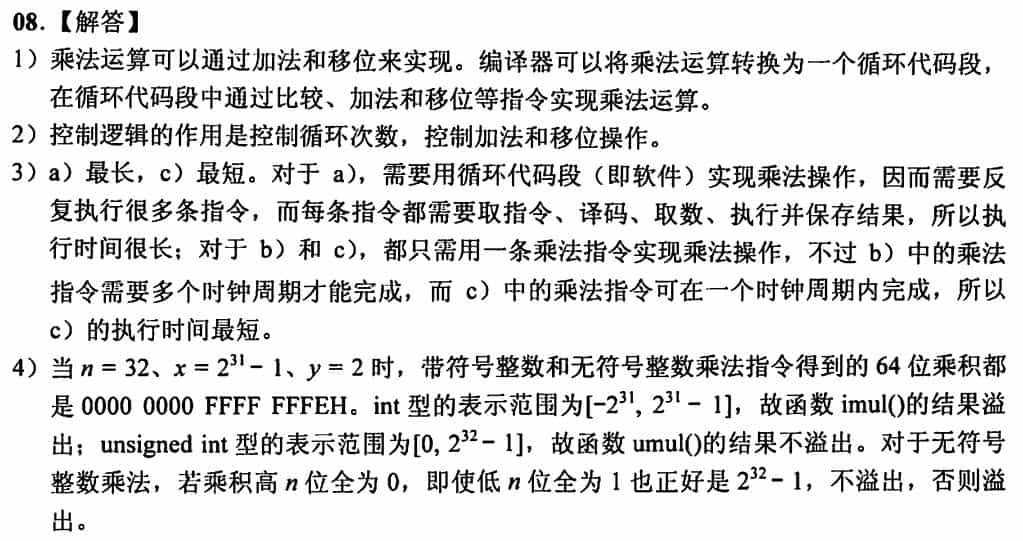 08.【解答】
1）乘法运算可以通过加法和移位来实现。编译器可以将乘法运算转换为一个循环代码段，
在循环代码段中通过比较、加法和移位等指令实现乘法运算。
2）控制逻辑的作用是控制循环次数，控制加法和移位操作。
3）a）最长，c）最短。对于 a），需要用循环代码段（即软件）实现乘法操作，因而需要反
复执行很多条指令，而每条指令都需要取指令、译码、取数、执行并保存结果，所以执
行时间很长；对于 b）和 c），都只需用一条乘法指令实现乘法操作，不过 b）中的乘法
指令需要多个时钟周期才能完成，而 c）中的乘法指令可在一个时钟周期内完成，所以
c）的执行时间最短。
4）当 n = 32、x = 2³¹ − 1、y = 2 时，带符号整数和无符号整数乘法指令得到的 64 位乘积都
是 0000 0000 FFFF FFFEH。int 型的表示范围为[−2³¹, 2³¹ − 1]，故函数 imul()的结果溢
出；unsigned int 型的表示范围为[0, 2³² − 1]，故函数 umul()的结果不溢出。对于无符号
整数乘法，若乘积高 n 位全为 0，即使低 n 位全为 1 也正好是 2³² − 1，不溢出，否则溢
出。